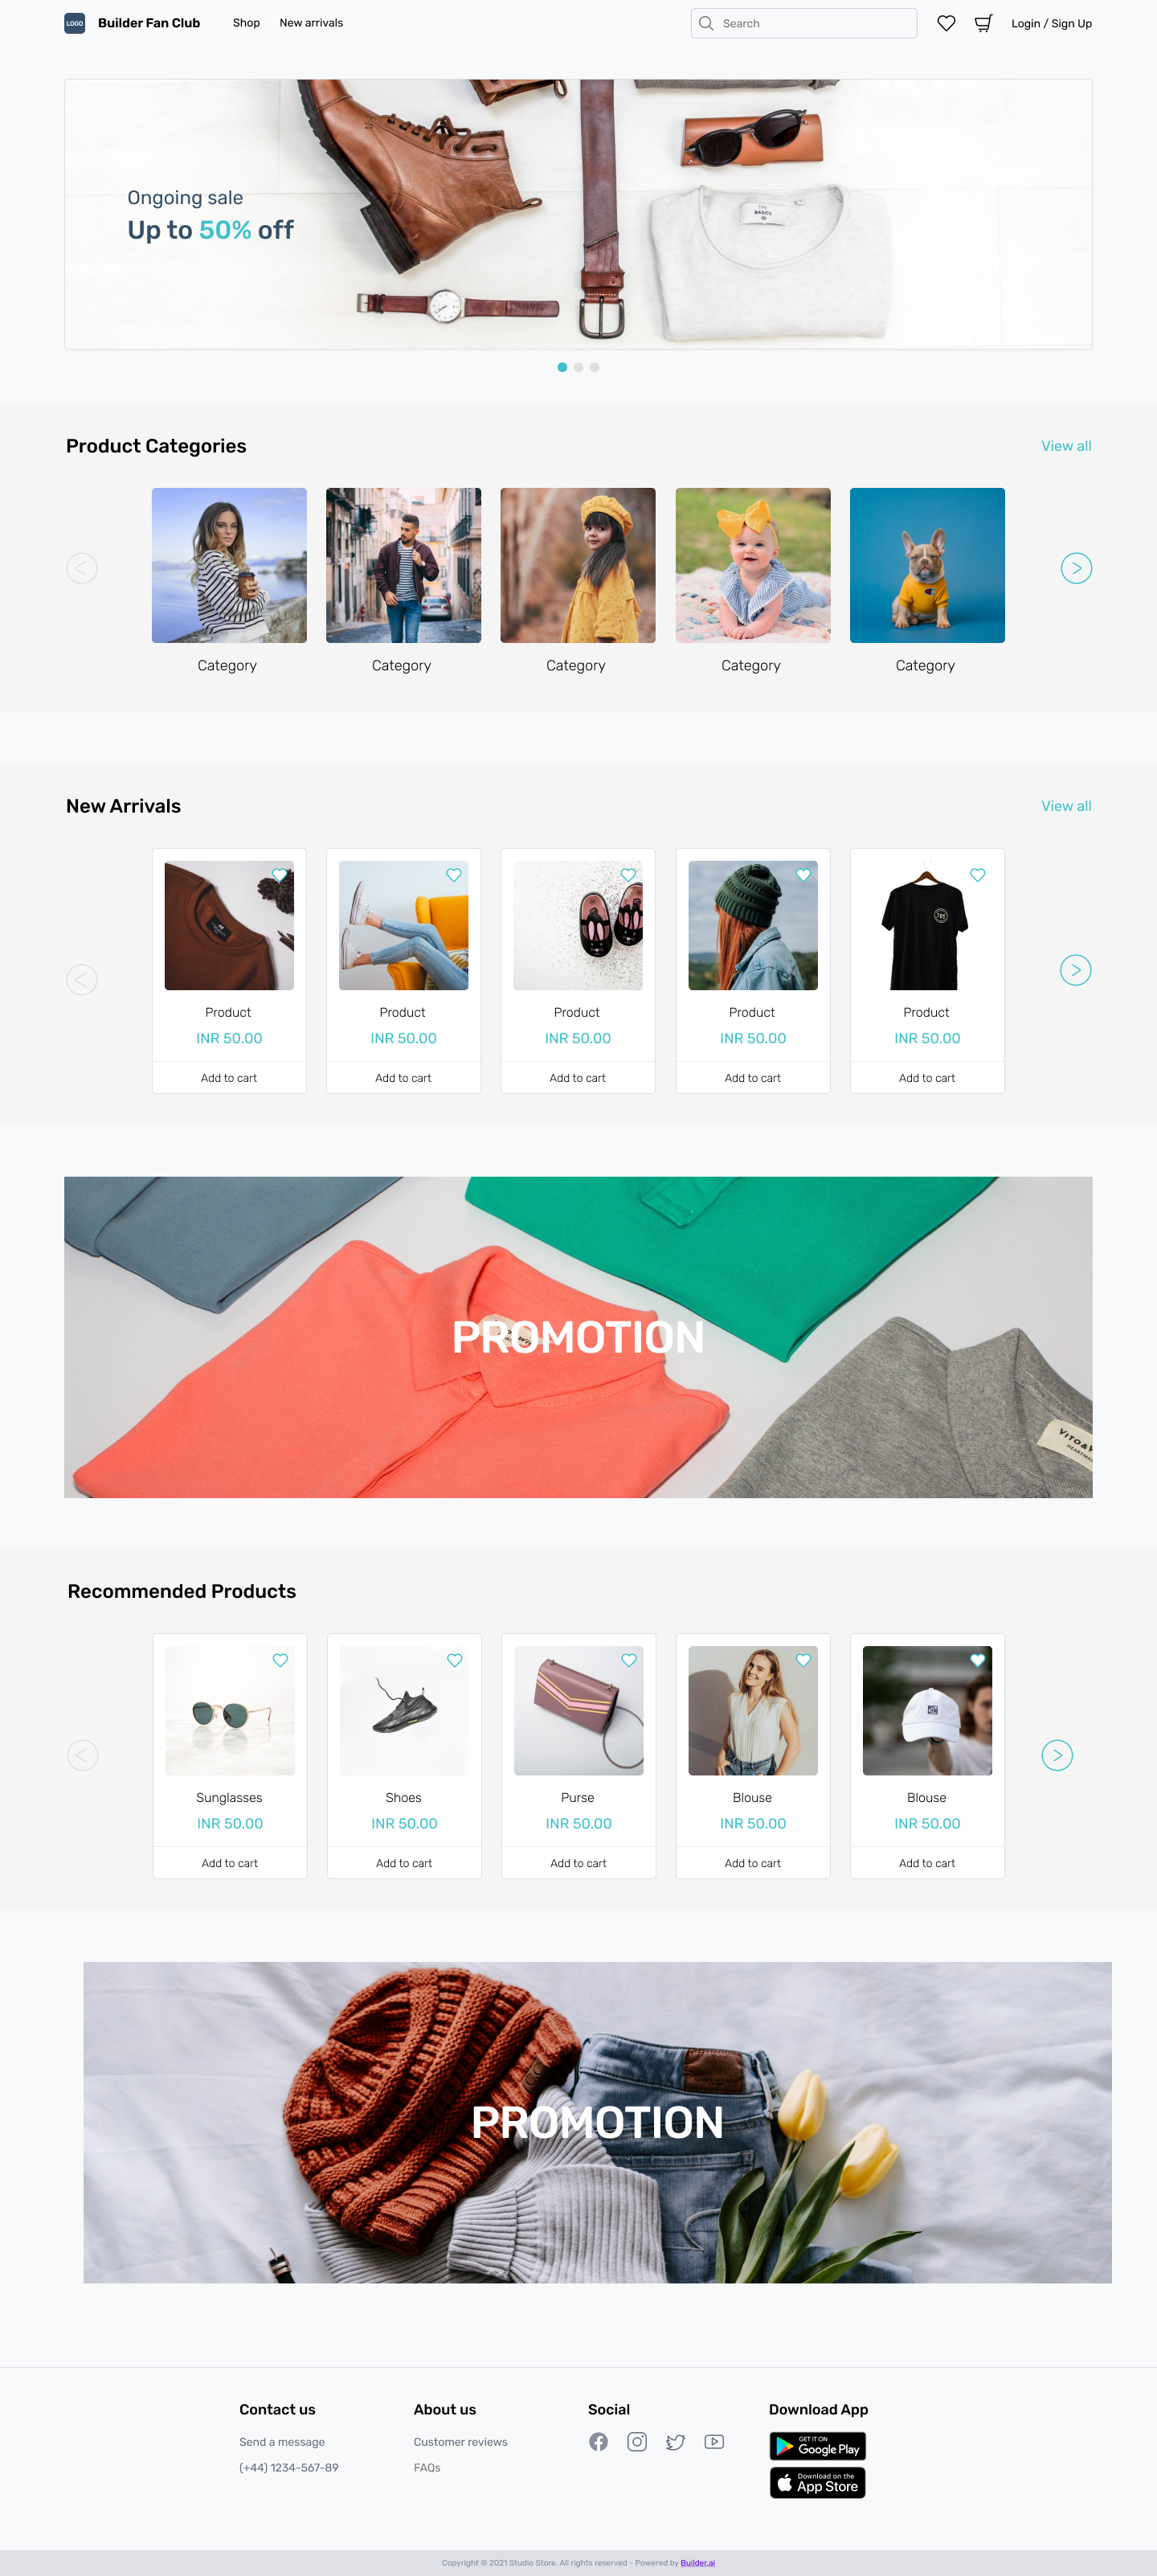 LOGO
Builder Fan Club
Shop
New arrivals
Search
Login / Sign Up
Ongoing sale
Up to 50% off
THE
BASICS
Product Categories
View all
Category
Category
Category
Category
Category
New Arrivals
View all
Product
Product
Product
Product
Product
INR 50.00
INR 50.00
INR 50.00
INR 50.00
INR 50.00
Add to cart
Add to cart
Add to cart
Add to cart
Add to cart
PROMOTION
VITO&V
HEARTMA
Recommended Products
Sunglasses
Shoes
Purse
Blouse
Blouse
INR 50.00
INR 50.00
INR 50.00
INR 50.00
INR 50.00
Add to cart
Add to cart
Add to cart
Add to cart
Add to cart
PROMOTION
Contact us
About us
Social
Download App
Send a message
Customer reviews
GET IT ON
Google Play
(+44) 1234-567-89
FAQs
Download on the
App Store
Copyright © 2021 Studio Store. All rights reserved - Powered by Builder.ai